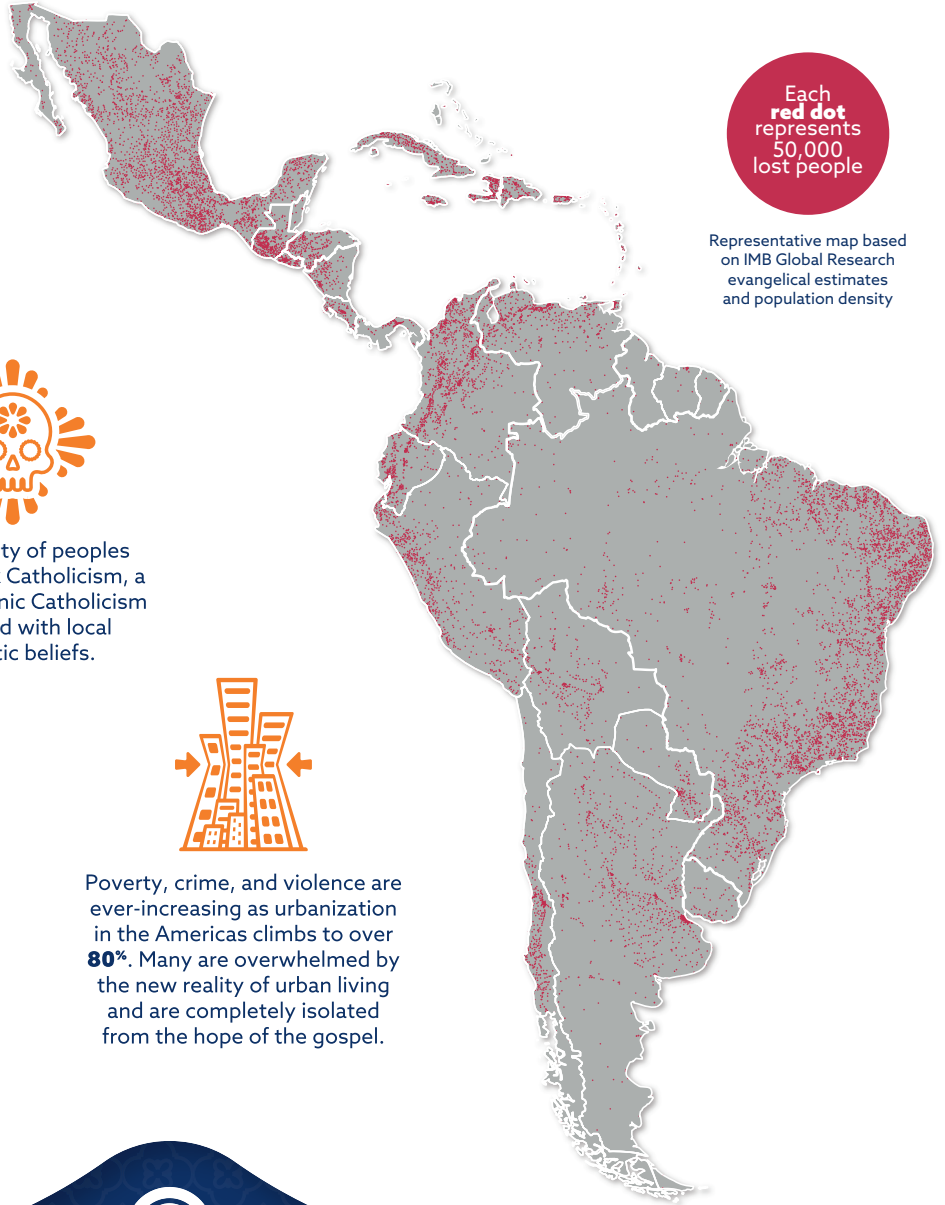 Each
red dot
represents
50,000
lost people
Representative map based
on IMB Global Research
evangelical estimates
and population density
ty of peoples
Catholicism, a
nic Catholicism
d with local
tic beliefs.
Poverty, crime, and violence are
ever-increasing as urbanization
in the Americas climbs to over
80%. Many are overwhelmed by
the new reality of urban living
and are completely isolated
from the hope of the gospel.